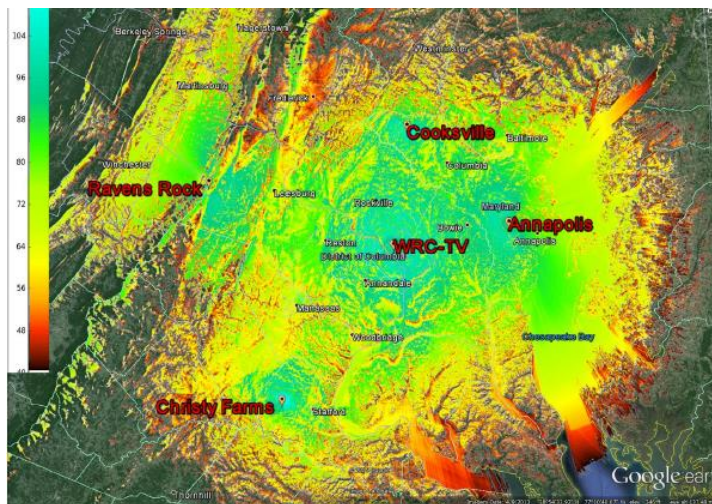 104
96
88
80
72
64
56
48
40
Berkeley Springs
Hagerstown
Westminster
Martinsburg
Frederick
Cooksville
Baltimore
Winchester
Columbia
Ravens Rock
Leesburg
Rockville
Maryland
Bowie
Annapolis
Reston
WRC-TV
Annapolis
District of Columbia
Annandale
Manassas
Woodbridge
Chesapeake Bay
Christy Farms
Stafford
Thornhill
Google earth